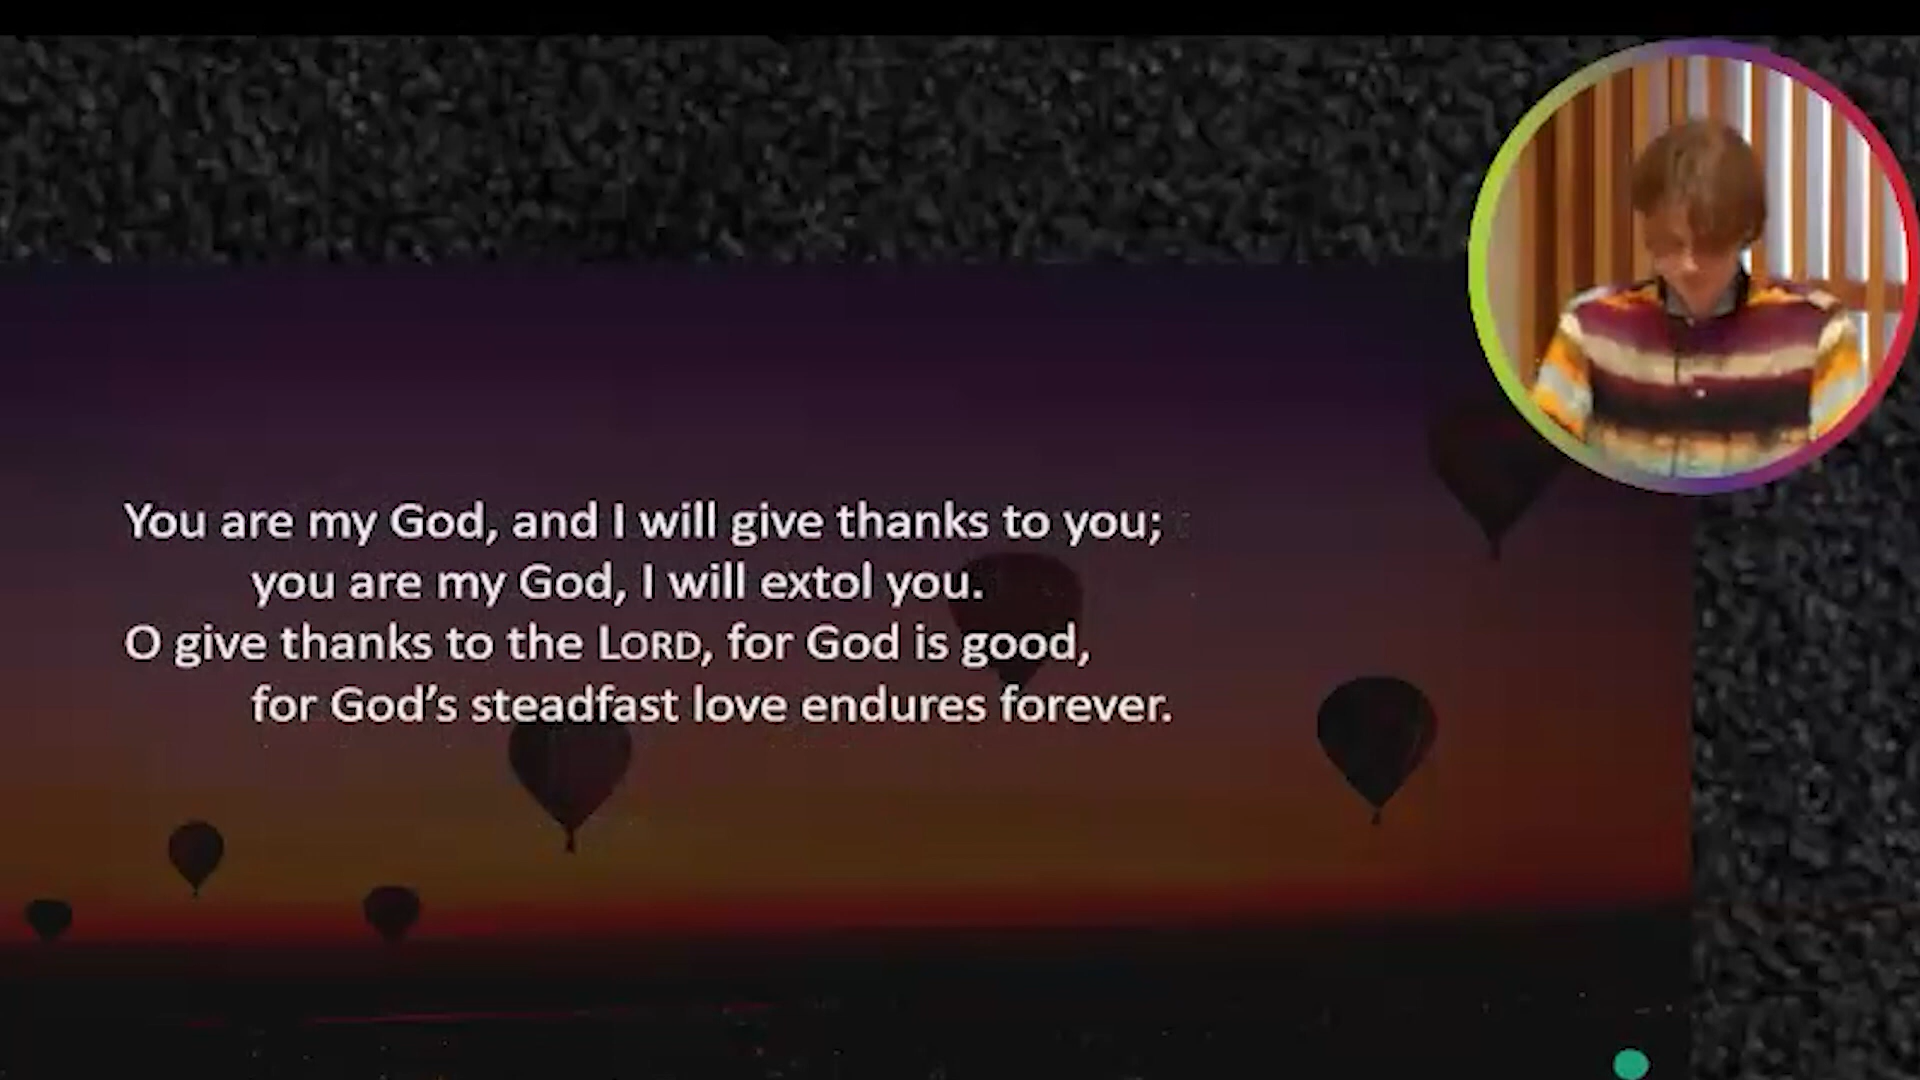 You are my God, and I will give thanks to you;
you are my God, I will extol you.
O give thanks to the LORD, for God is good,
for God’s steadfast love endures forever.